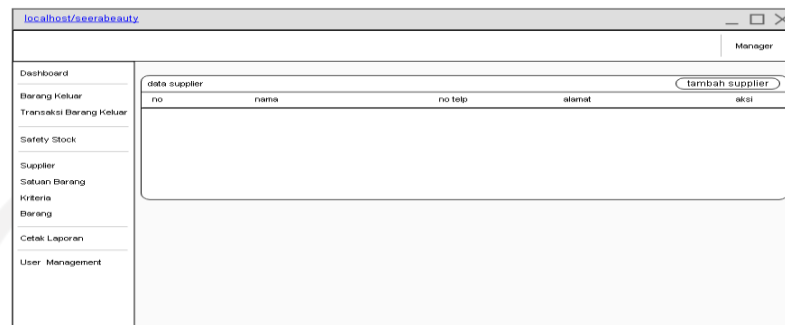 localhost/seerabeauty
Manager
Dashboard
Barang Keluar
Transaksi Barang Keluar
Safety Stock
Supplier
Satuan Barang
Kriteria
Barang
Cetak Laporan
User Management
data supplier tambah supplier
no nama no telp alamat aksi